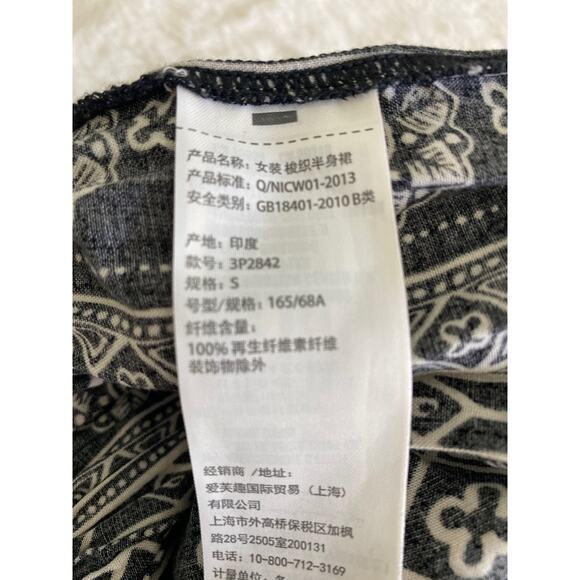 产品名称: 女装 梭织半身裙
产品标准: Q/NICW01-2013
安全类别: GB18401-2010 B类
产地: 印度
款号: 3P2842
规格: S
号型/规格: 165/68A
纤维含量:
100% 再生纤维素纤维
装饰物除外
经销商 /地址:
爱芙趣国际贸易 (上海)
有限公司
上海市外高桥保税区加枫
路28号2505室200131
电话: 10-800-712-3169
计量单位: 条